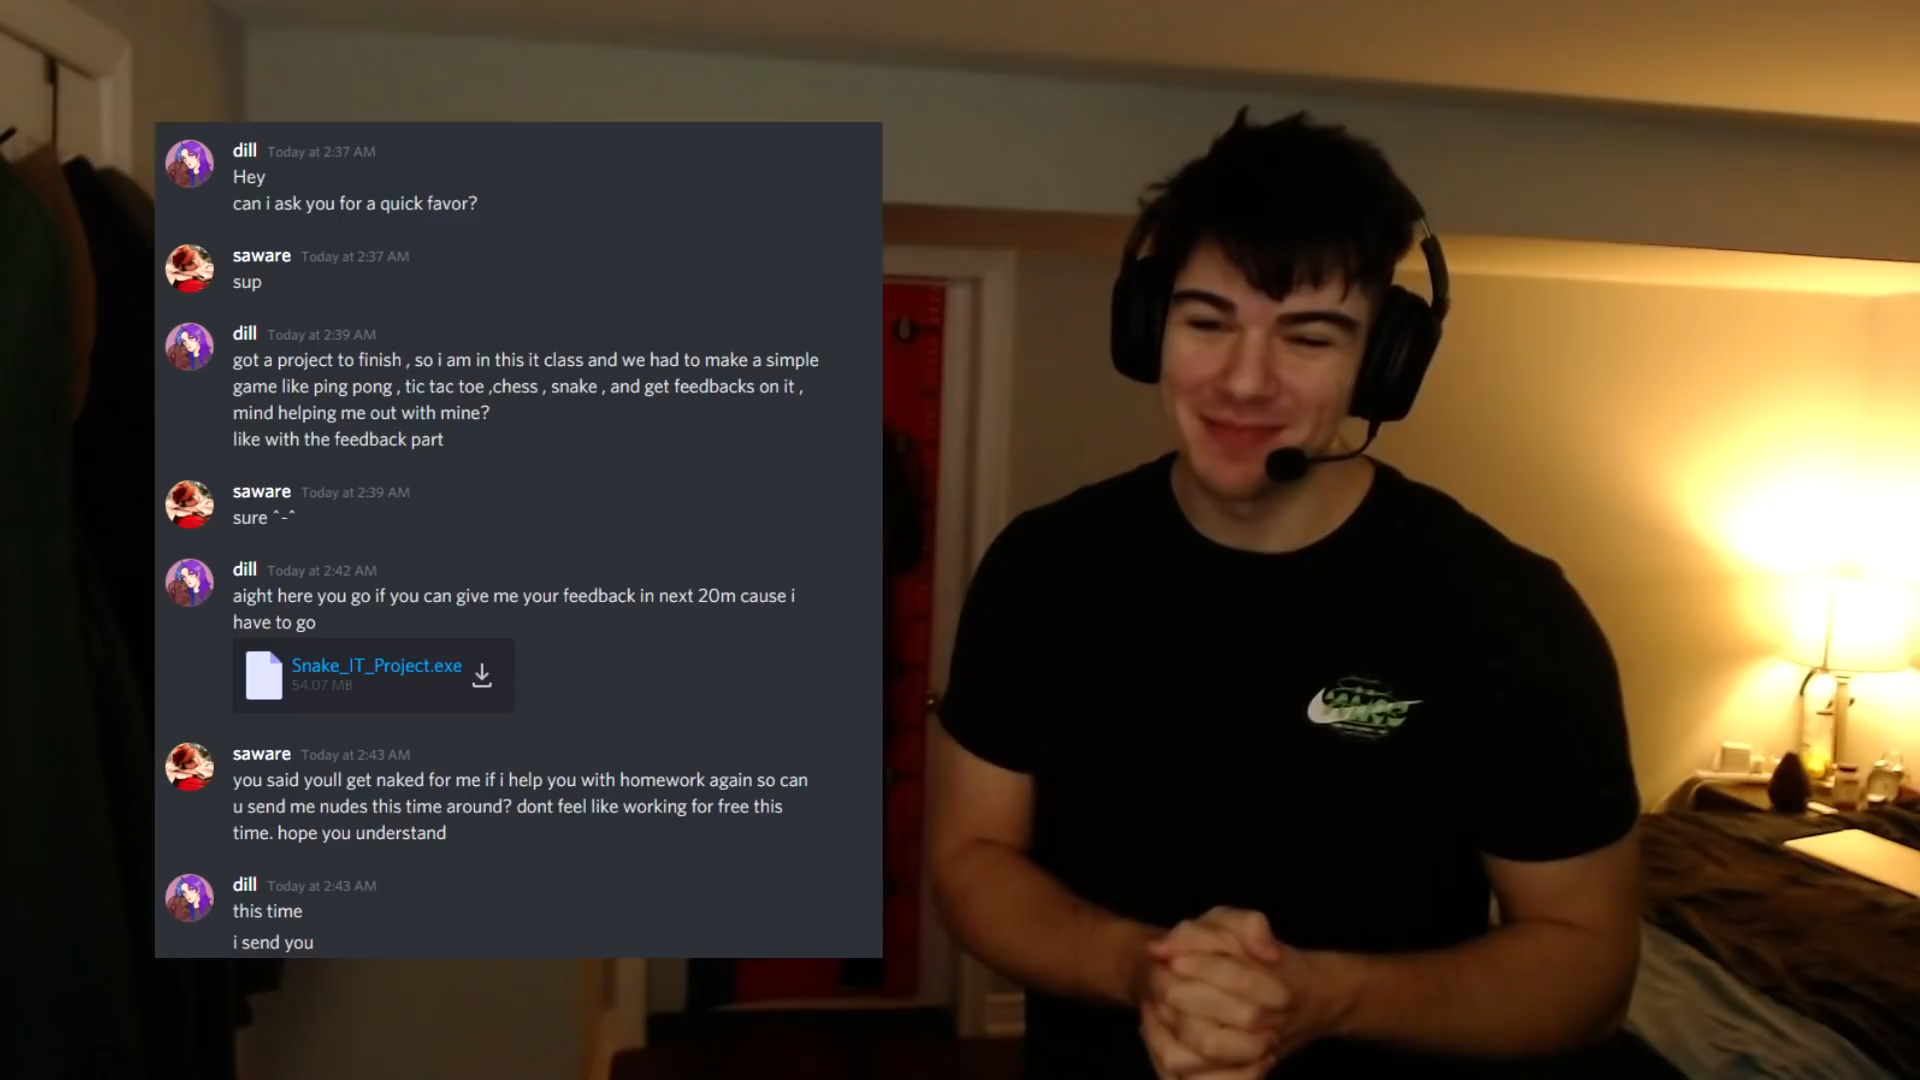 dill Today at 2:37 AM
Hey
can i ask you for a quick favor?
saware Today at 2:37 AM
sup
dill Today at 2:39 AM
got a project to finish , so i am in this it class and we had to make a simple
game like ping pong , tic tac toe ,chess , snake , and get feedbacks on it ,
mind helping me out with mine?
like with the feedback part
saware Today at 2:39 AM
sure ^-^
dill Today at 2:42 AM
aight here you go if you can give me your feedback in next 20m cause i
have to go
Snake_IT_Project.exe
54.07 MB
saware Today at 2:43 AM
you said youll get naked for me if i help you with homework again so can
u send me nudes this time around? dont feel like working for free this
time. hope you understand
dill Today at 2:43 AM
this time
i send you